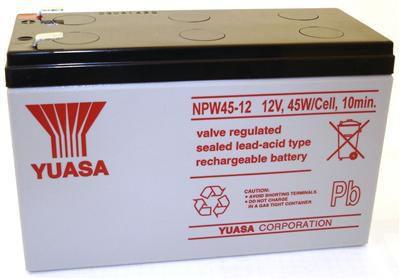 NPW45-12 12V, 45W/Cell, 10min.
valve regulated
sealed lead-acid type
rechargeable battery
YUASA
CAUTION:
● AVOID SHORTING TERMINALS
● DO NOT CHARGE
IN A GAS TIGHT CONTAINER
Pb
YUASA CORPORATION